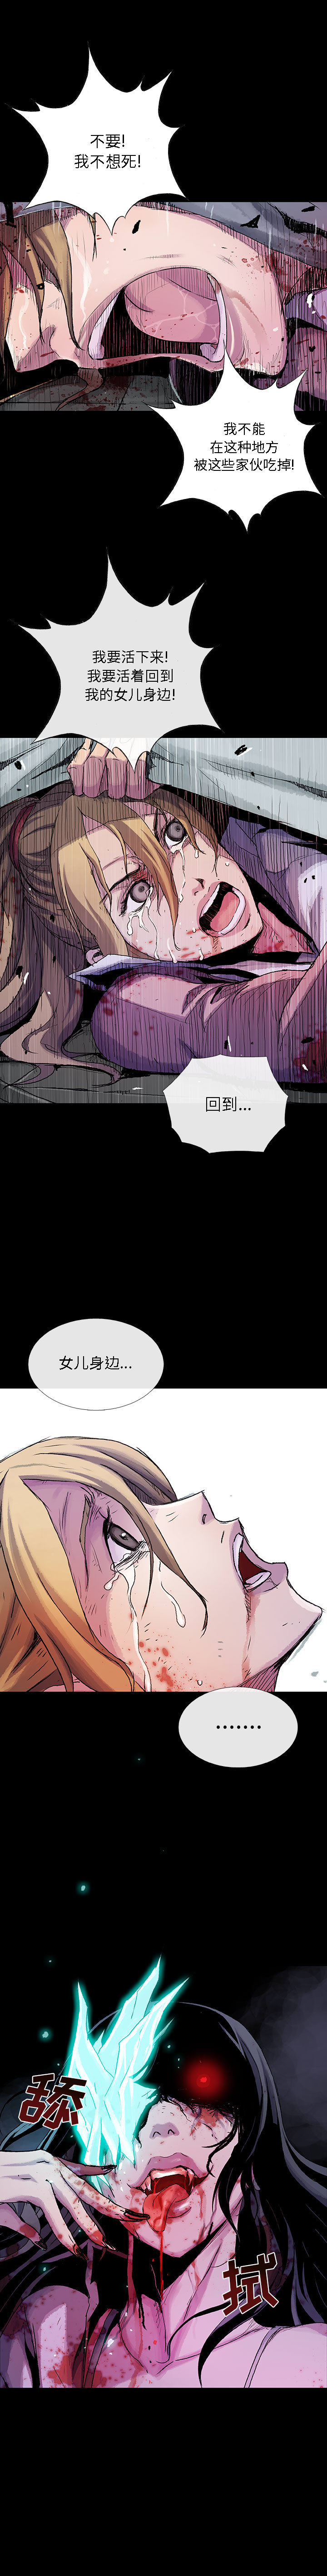 不要!
我不想死!
我不能
在这种地方
被这些家伙吃掉!
我要活下来!
我要活着回到
我的女儿身边!
回到...
女儿身边...
.......
舔
拭